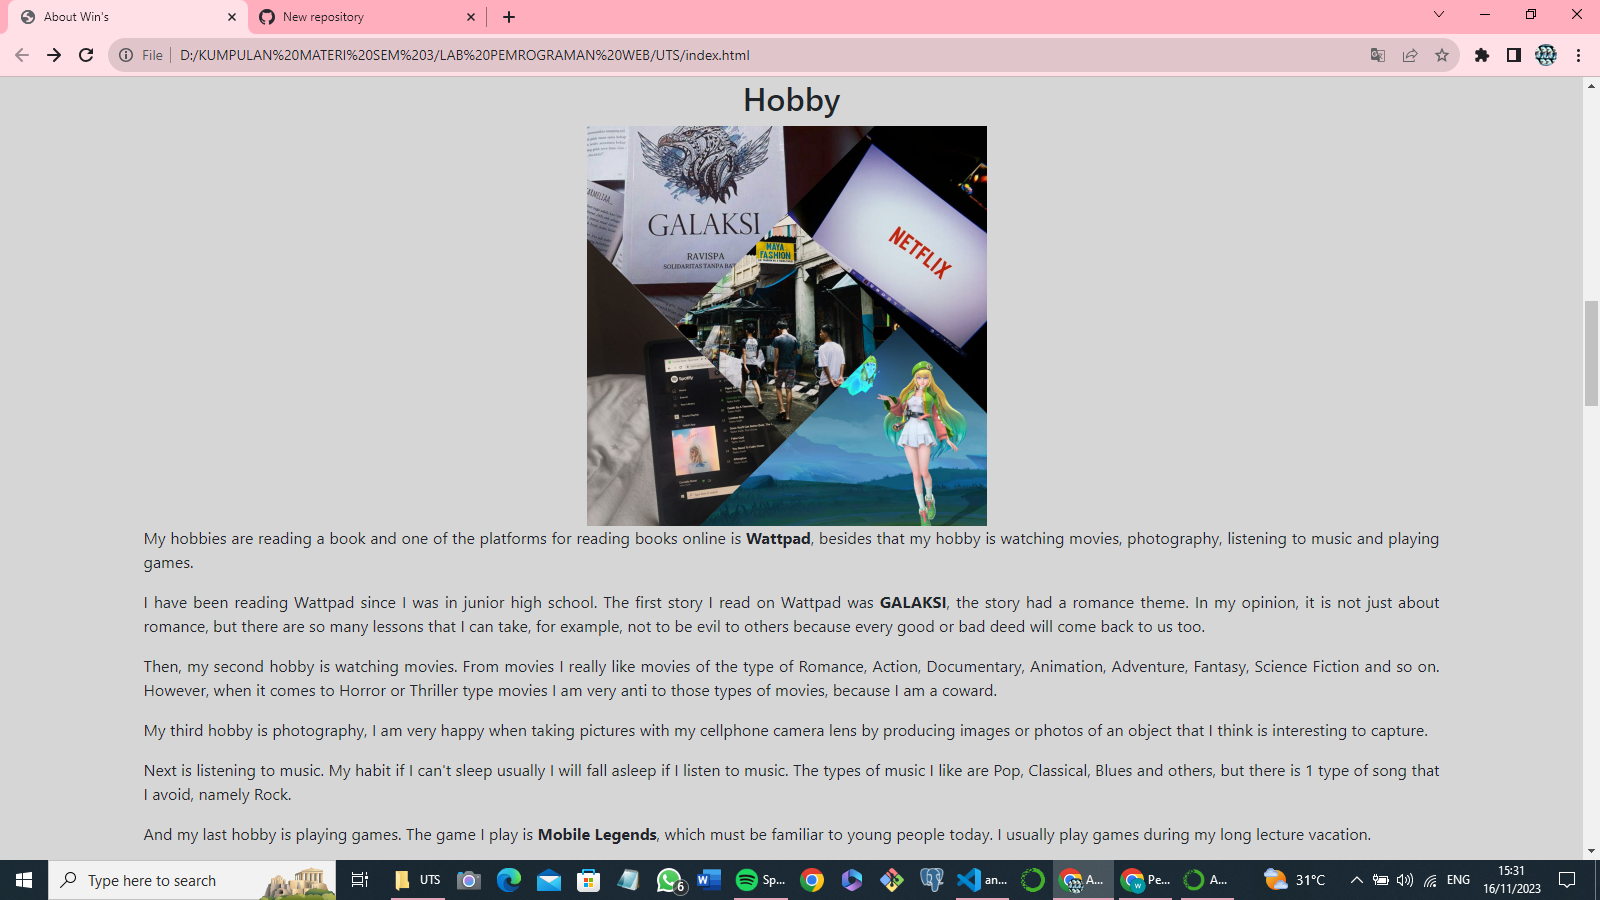 About Win's
New repository
File
D:/KUMPULAN%20MATERI%20SEM%203/LAB%20PEMROGRAMAN%20WEB/UTS/index.html
Hobby
GALAKSI
RAVISPA
SOLIDARITAS TANPA
NETFLIX
MAYA
FASHION
Spotify
My hobbies are reading a book and one of the platforms for reading books online is Wattpad, besides that my hobby is watching movies, photography, listening to music and playing
games.
I have been reading Wattpad since I was in junior high school. The first story I read on Wattpad was GALAKSI, the story had a romance theme. In my opinion, it is not just about
romance, but there are so many lessons that I can take, for example, not to be evil to others because every good or bad deed will come back to us too.
Then, my second hobby is watching movies. From movies I really like movies of the type of Romance, Action, Documentary, Animation, Adventure, Fantasy, Science Fiction and so on.
However, when it comes to Horror or Thriller type movies I am very anti to those types of movies, because I am a coward.
My third hobby is photography, I am very happy when taking pictures with my cellphone camera lens by producing images or photos of an object that I think is interesting to capture.
Next is listening to music. My habit if I can't sleep usually I will fall asleep if I listen to music. The types of music I like are Pop, Classical, Blues and others, but there is 1 type of song that
I avoid, namely Rock.
And my last hobby is playing games. The game I play is Mobile Legends, which must be familiar to young people today. I usually play games during my long lecture vacation.
Type here to search
UTS
6
Sp...
an...
A...
Pe...
A...
31°C
ENG
15:31
16/11/2023